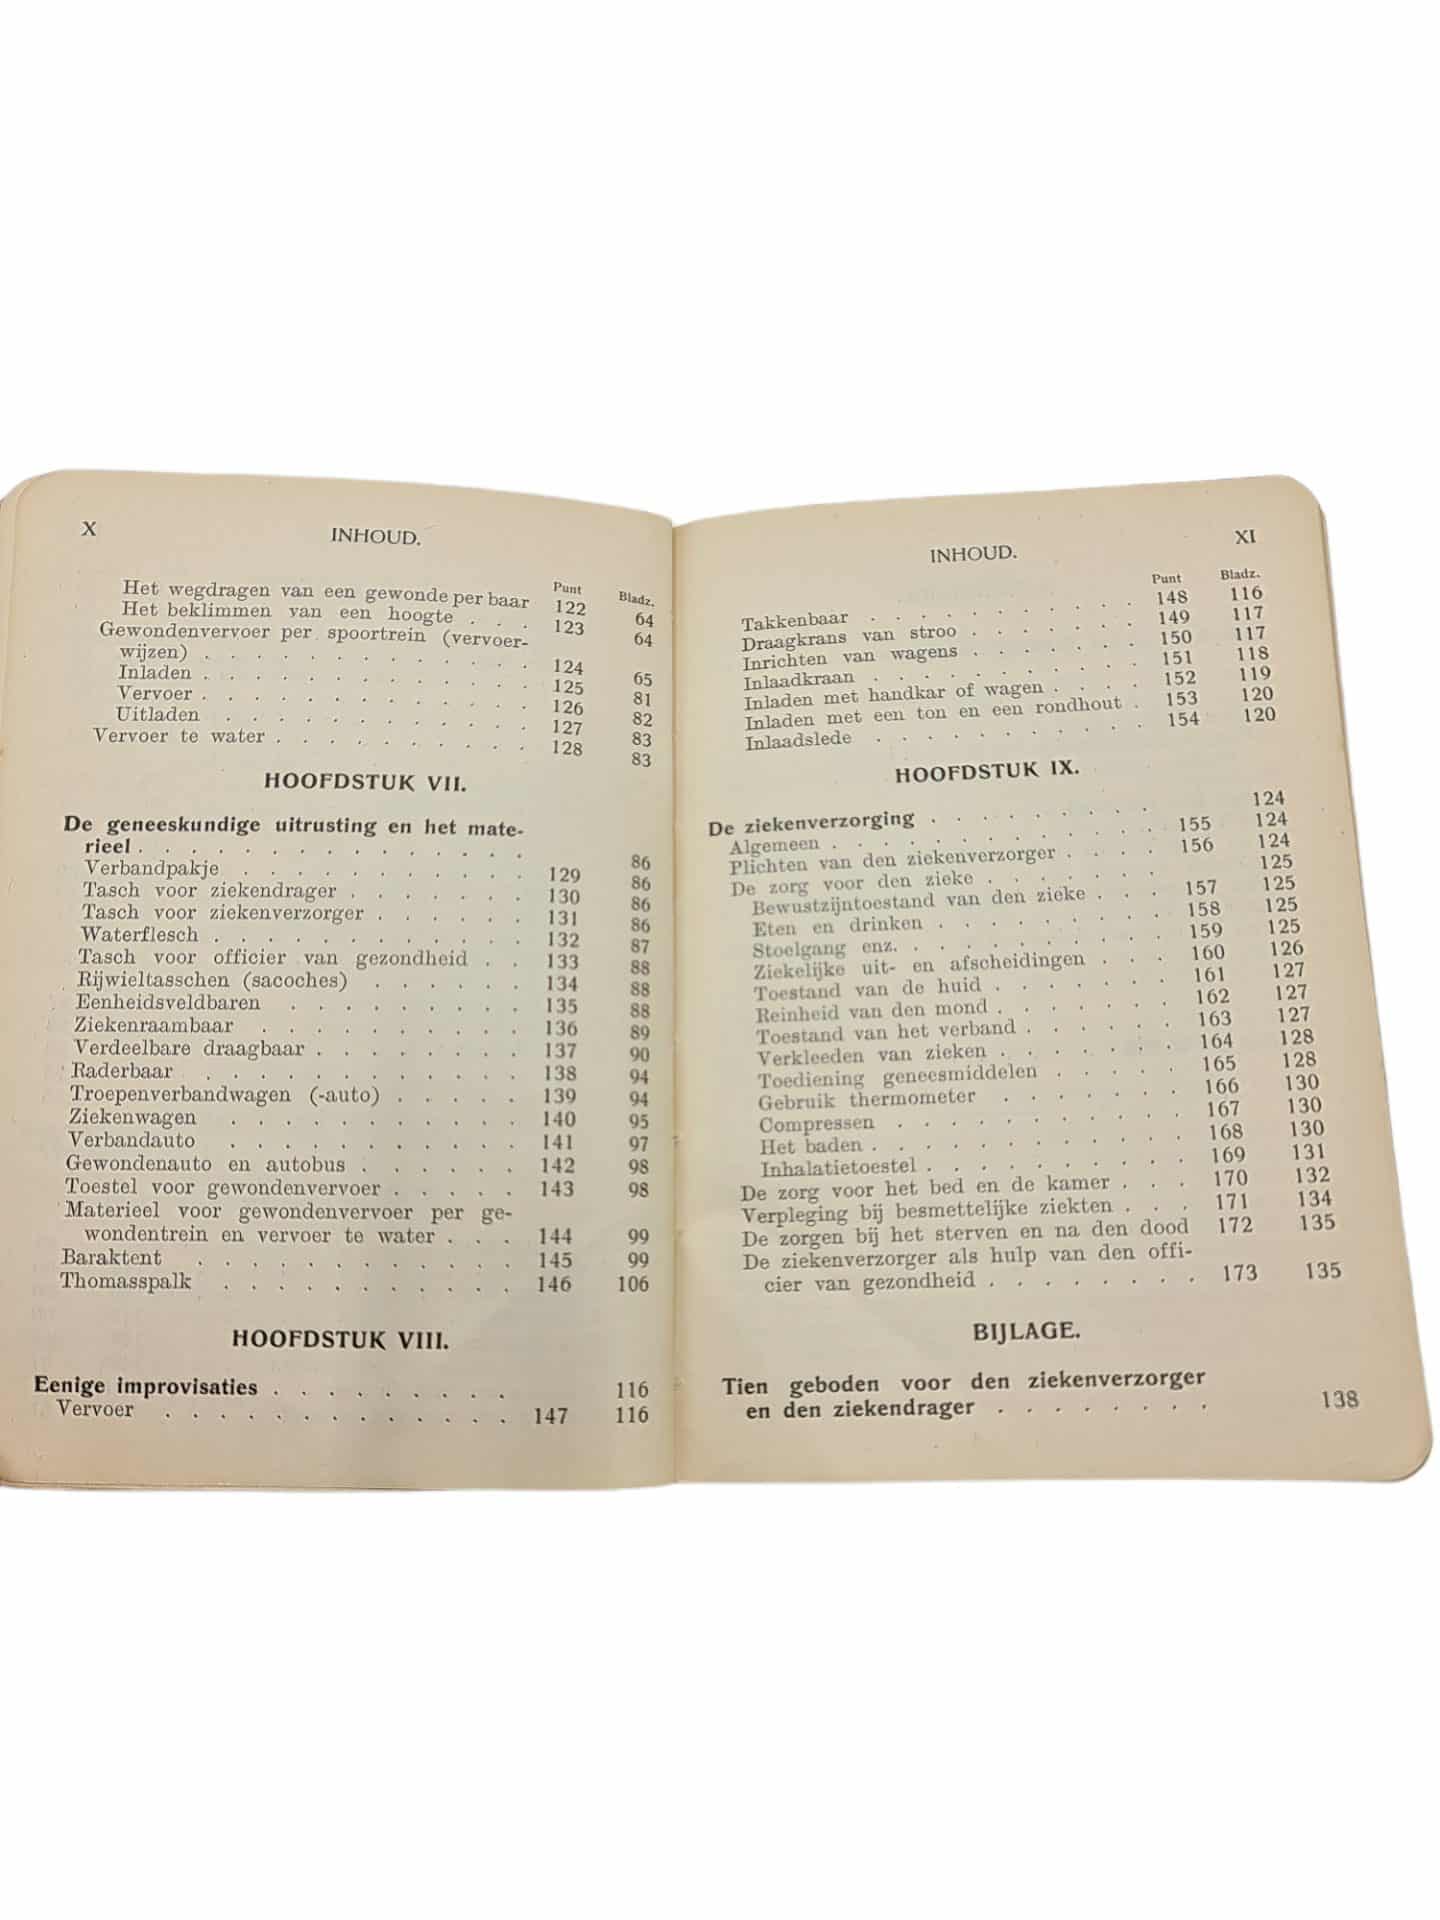 X
INHOUD.
Punt Bladz.
Het wegdragen van een gewonde per baar 122 64
Het beklimmen van een hoogte . . . 123 64
Gewondenvervoer per spoortrein (vervoer-
wijzen) . . . . . . . . . . . . 124 65
Inladen . . . . . . . . . . . . 125 81
Vervoer . . . . . . . . . . . . 126 82
Uitladen . . . . . . . . . . . 127 83
Vervoer te water . . . . . . . . . 128 83
HOOFDSTUK VII.
De geneeskundige uitrusting en het mate-
rieel . . . . . . . . . . . . . . 86
Verbandpakje . . . . . . . . . . . 129 86
Tasch voor ziekendrager . . . . . . . 130 86
Tasch voor ziekenverzorger . . . . . . 131 86
Waterflesch . . . . . . . . . . . . 132 87
Tasch voor officier van gezondheid . . 133 88
Rijwieltasschen (sacoches) . . . . . . 134 88
Eenheidsveldbaren . . . . . . . . . 135 88
Ziekenraambaar . . . . . . . . . . 136 89
Verdeelbare draagbaar . . . . . . . . 137 90
Raderbaar . . . . . . . . . . . . 138 94
Troepenverbandwagen (-auto) . . . . . 139 94
Ziekenwagen . . . . . . . . . . . 140 95
Verbandauto . . . . . . . . . . . 141 97
Gewondenauto en autobus . . . . . . 142 98
Toestel voor gewondenvervoer . . . . . 143 98
Materieel voor gewondenvervoer per ge-
wondentrein en vervoer te water . . . 144 99
Baraktent . . . . . . . . . . . . 145 99
Thomasspalk . . . . . . . . . . . 146 106
HOOFDSTUK VIII.
Eenige improvisaties . . . . . . . . . 116
Vervoer . . . . . . . . . . . . . 147 116
XI
INHOUD.
Punt Bladz.
Takkenbaar . . . . . . . . . . . 148 116
Draagkrans van stroo . . . . . . . 149 117
Inrichten van wagens . . . . . . . 150 117
Inlaadkraan . . . . . . . . . . . 151 118
Inladen met handkar of wagen . . . . 152 119
Inladen met een ton en een rondhout . 153 120
Inlaadslede . . . . . . . . . . . 154 120
HOOFDSTUK IX.
De ziekenverzorging . . . . . . . . . 124
Algemeen . . . . . . . . . . . . . 155 124
Plichten van den ziekenverzorger . . . . 156 124
De zorg voor den zieke . . . . . . . 125
Bewustzijntoestand van den zieke . . . 157 125
Eten en drinken . . . . . . . . . 158 125
Stoelgang enz. . . . . . . . . . . 159 125
Ziekelijke uit- en afscheidingen . . . 160 126
Toestand van de huid . . . . . . . 161 127
Reinheid van den mond . . . . . . . 162 127
Toestand van het verband . . . . . . 163 127
Verkleeden van zieken . . . . . . . 164 128
Toediening geneesmiddelen . . . . . 165 128
Gebruik thermometer . . . . . . . 166 130
Compressen . . . . . . . . . . . 167 130
Het baden . . . . . . . . . . . . 168 130
Inhalatietoestel . . . . . . . . . . 169 131
De zorg voor het bed en de kamer . . . 170 132
Verpleging bij besmettelijke ziekten . . . 171 134
De zorgen bij het sterven en na den dood 172 135
De ziekenverzorger als hulp van den offi-
cier van gezondheid . . . . . . . . 173 135
BIJLAGE.
Tien geboden voor den ziekenverzorger
en den ziekendrager . . . . . . . . 138